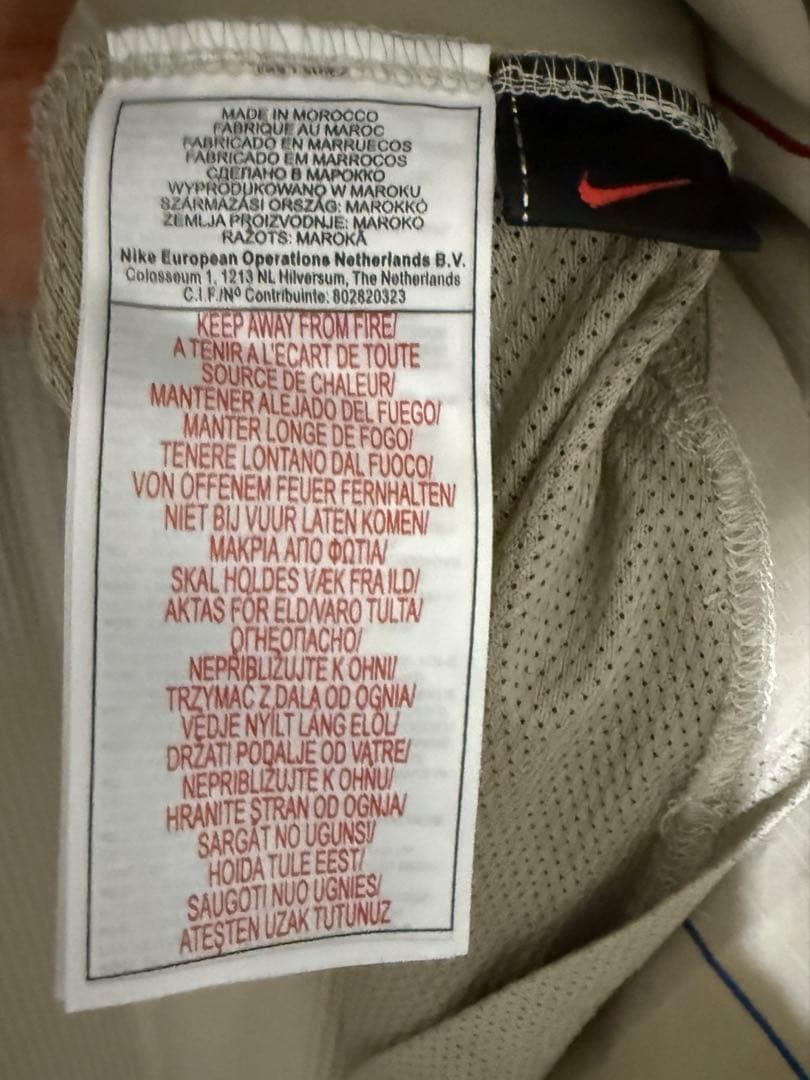 MADE IN MOROCCO
FABRIQUE AU MAROC
FABRICADO EN MARRUECOS
FABRICADO EM MARROCOS
СДЕЛАНО В МАРОККО
WYPRODUKOWANO W MAROKU
SZÁRMAZÁSI ORSZÁG: MAROKKÓ
ZEMLJA PROIZVODNJE: MAROKO
RAŽOTS: MAROKĀ
Nike European Operations Netherlands B.V.
Colosseum 1, 1213 NL Hilversum, The Netherlands
C.I.F./Nº Contribuinte: 802820323
KEEP AWAY FROM FIRE/
A TENIR A L'ECART DE TOUTE
SOURCE DE CHALEUR/
MANTENER ALEJADO DEL FUEGO/
MANTER LONGE DE FOGO/
TENERE LONTANO DAL FUOCO/
VON OFFENEM FEUER FERNHALTEN/
NIET BIJ VUUR LATEN KOMEN/
ΜΑΚΡΙΑ ΑΠΟ ΦΩΤΙΑ/
SKAL HOLDES VÆK FRA ILD/
AKTAS FÖR ELD/VARO TULTA/
ОГНЕОПАСНО/
NEPŘIBLIŽUJTE K OHNI/
TRZYMAĆ Z DALA OD OGNIA/
VÉDJE NYÍLT LÁNG ELŐL/
DRŽATI PODALJE OD VATRE/
NEPRIBLIŽUJTE K OHŇU/
HRANITE STRAN OD OGNJA/
SARGĀT NO UGUNS/
HOIDA TULE EEST/
SAUGOTI NUO UGNIES/
ATEŞTEN UZAK TUTUNUZ